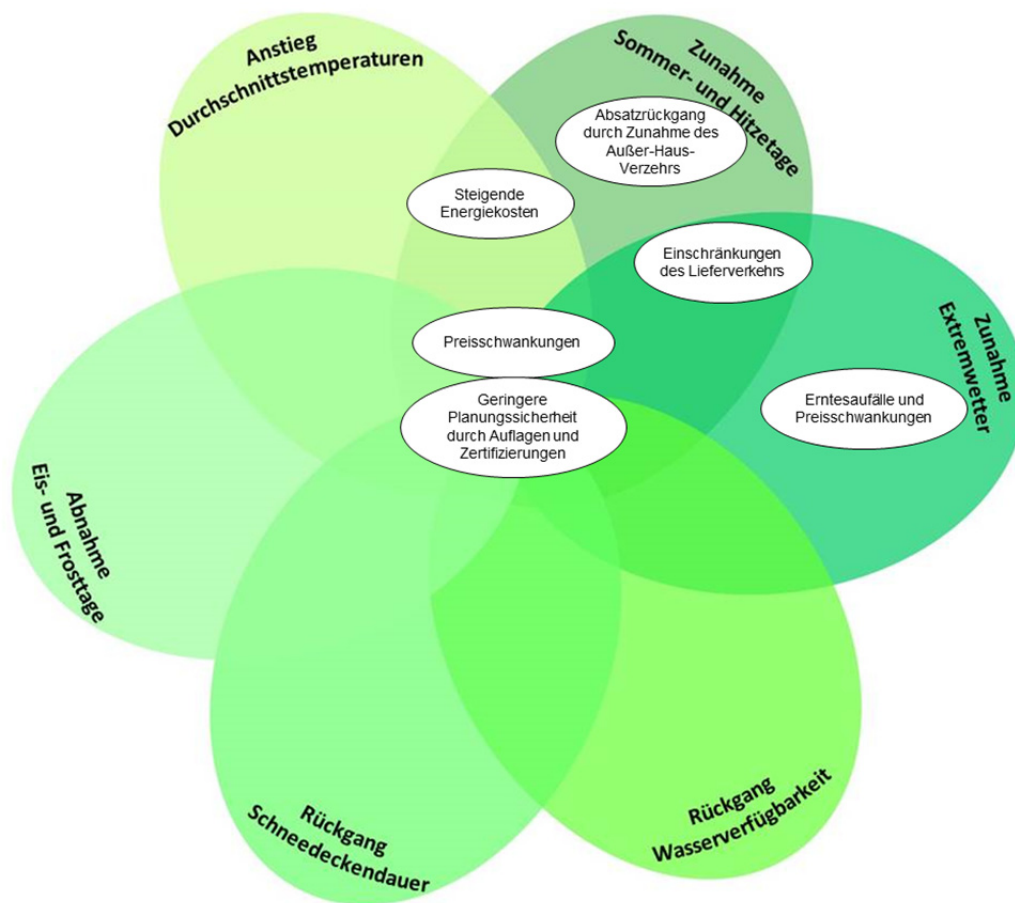 Anstieg
Durchschnittstemperaturen
Zunahme
Sommer- und Hitzetage
Absatzrückgang
durch Zunahme des
Außer-Haus-
Verzehrs
Steigende
Energiekosten
Einschränkungen
des Lieferverkehrs
Preisschwankungen
Zunahme
Extremwetter
Erntesaufälle und
Preisschwankungen
Geringere
Planungssicherheit
durch Auflagen und
Zertifizierungen
Abnahme
Eis- und Frosttage
Rückgang
Schneedeckendauer
Rückgang
Wasserverfügbarkeit